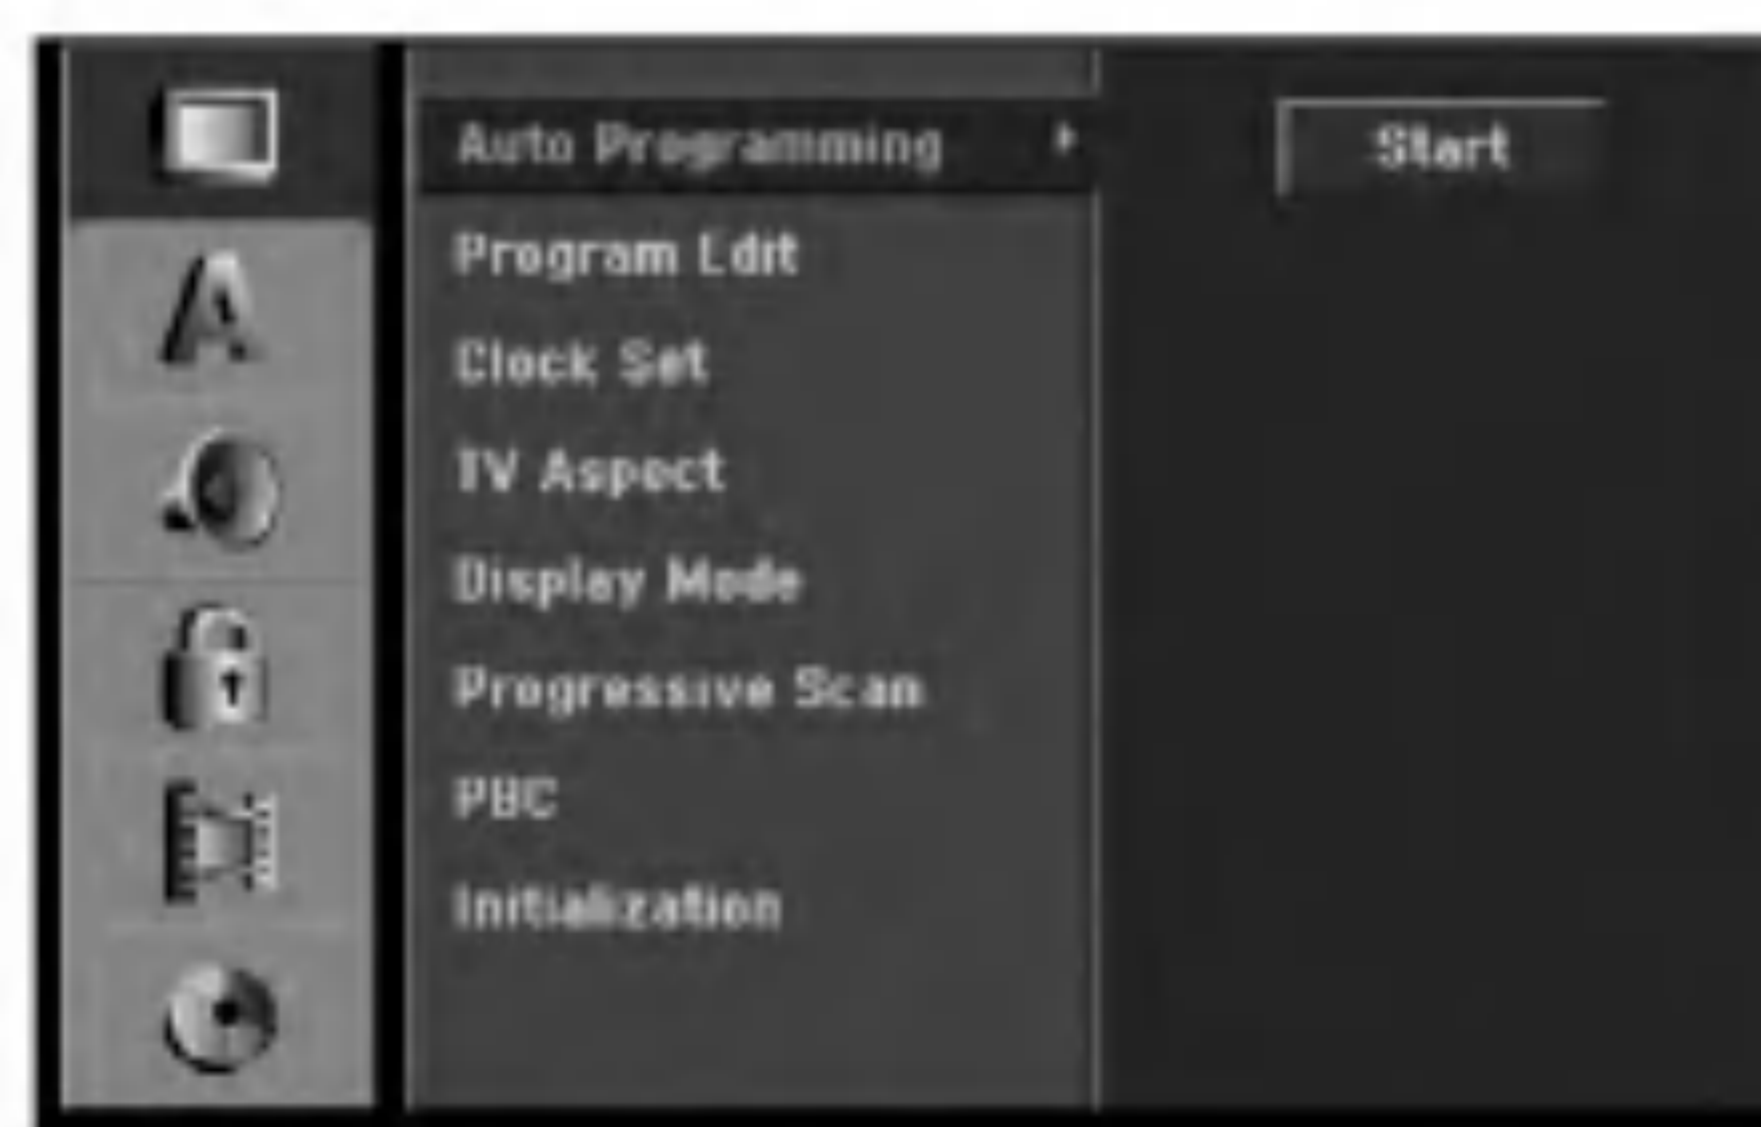 Auto Programming
Start
Program Edit
Clock Set
TV Aspect
Display Mode
Progressive Scan
PBC
Initialization